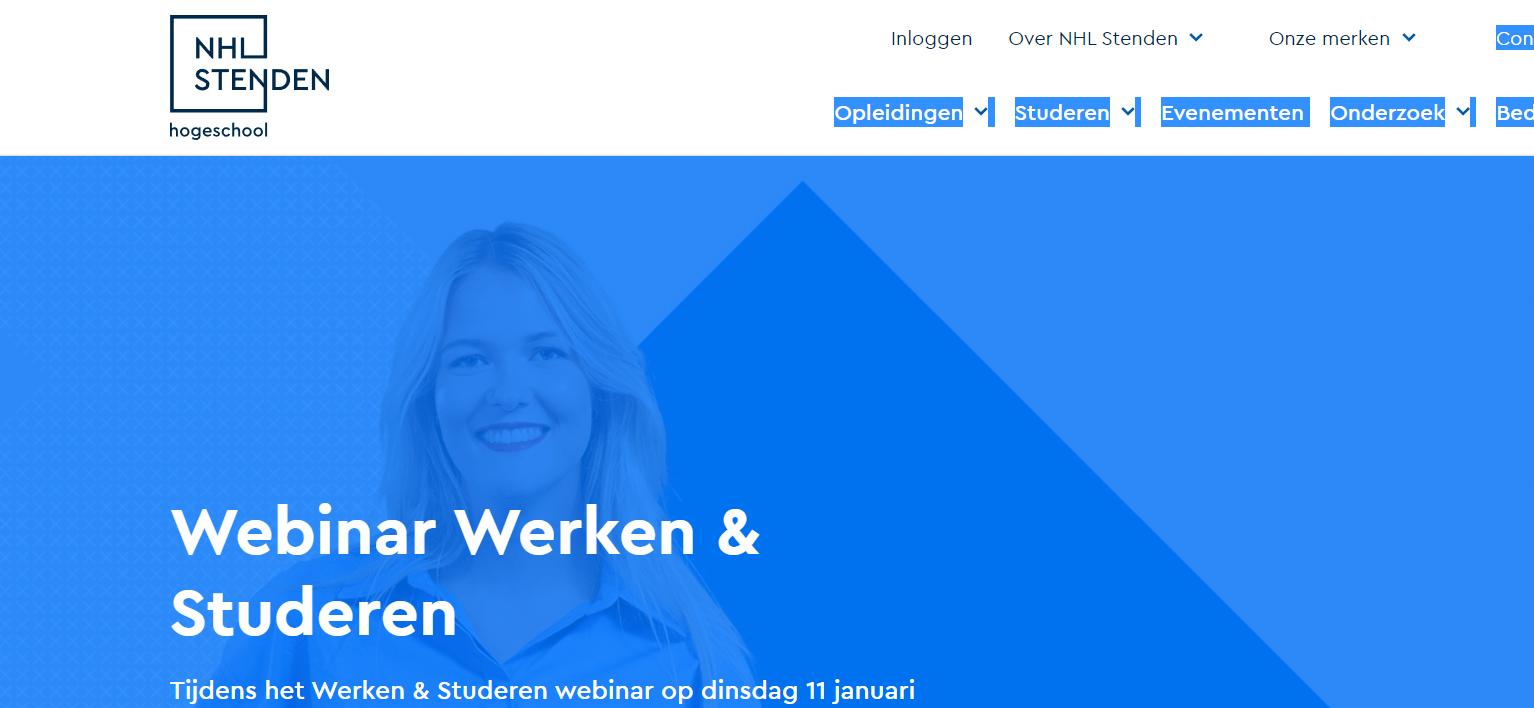 NHL
STENDEN
hogeschool
Inloggen Over NHL Stenden Onze merken Con
Opleidingen Studeren Evenementen Onderzoek Bed
Webinar Werken &
Studeren
Tijdens het Werken & Studeren webinar op dinsdag 11 januari